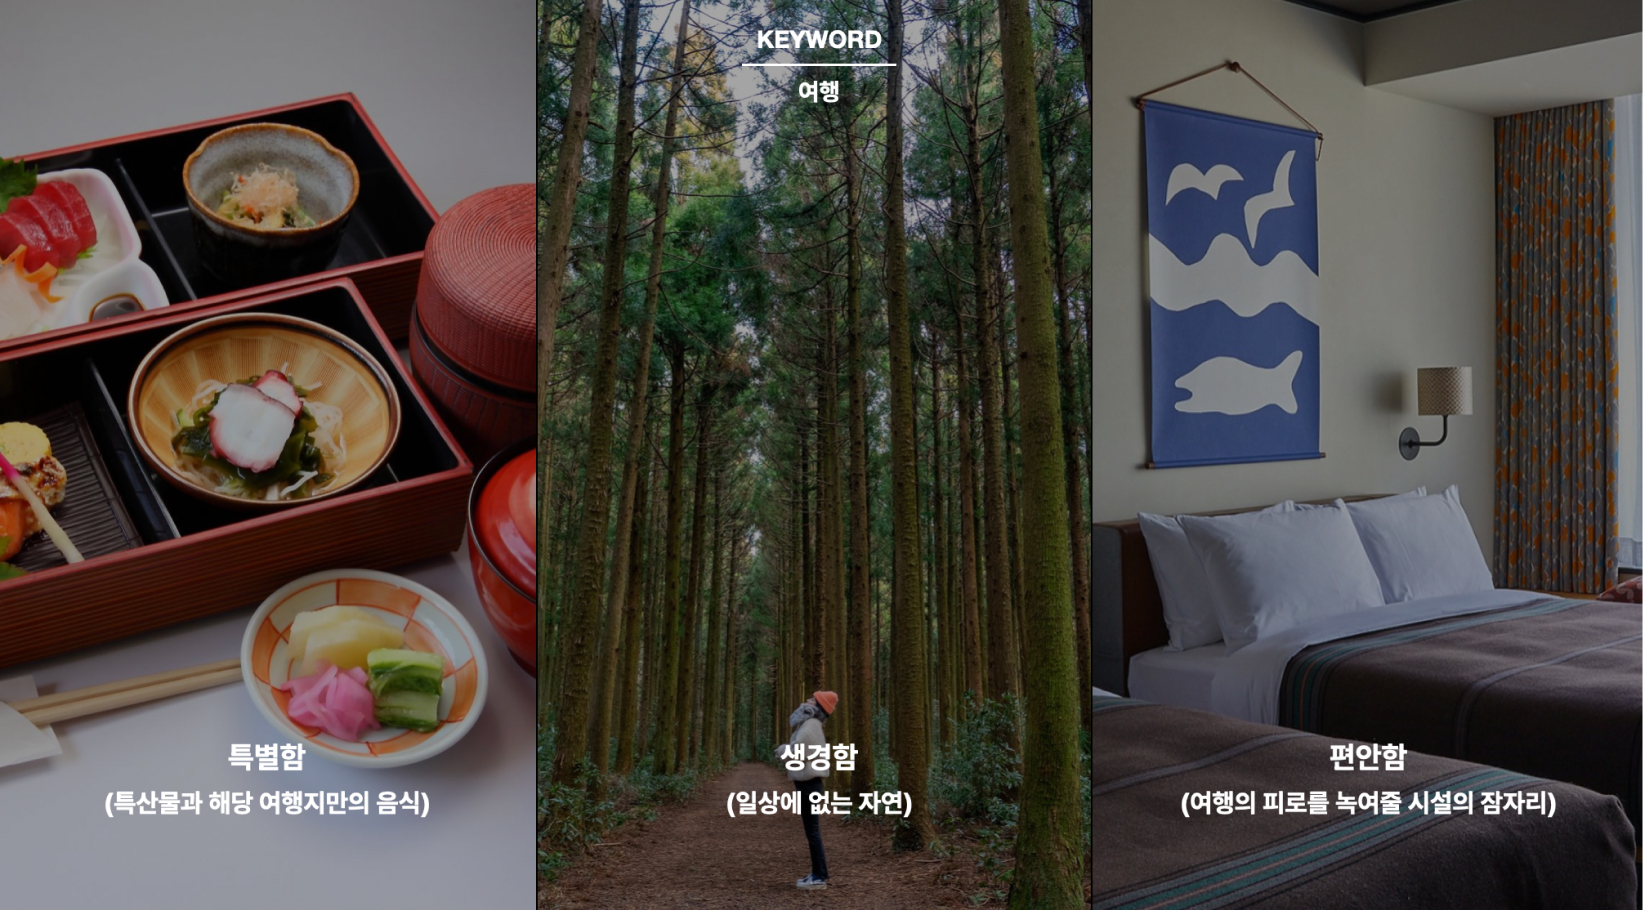 KEYWORD
여행
특별함
(특산물과 해당 여행지만의 음식)
생경함
(일상에 없는 자연)
편안함
(여행의 피로를 녹여줄 시설의 잠자리)